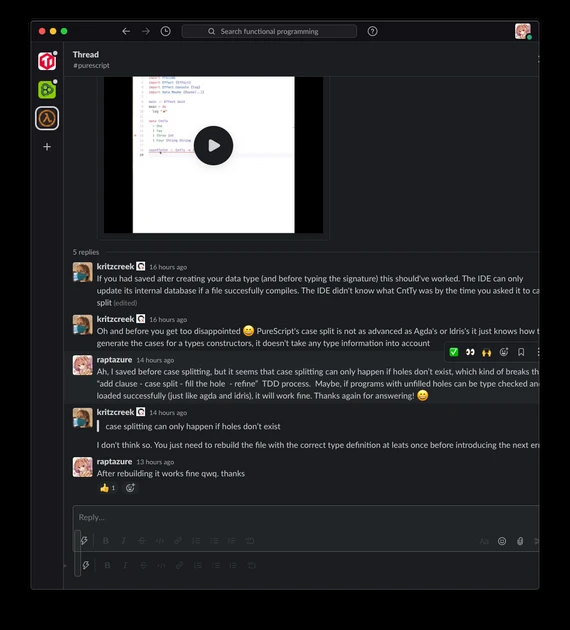 Search functional programming
Thread
#purescript
5 replies
kritzcreek 16 hours ago
If you had saved after creating your data type (and before typing the signature) this should've worked. The IDE can only
update its internal database if a file succesfully compiles. The IDE didn't know what CntTy was by the time you asked it to ca
split (edited)
kritzcreek 16 hours ago
Oh and before you get too disappointed 😄 PureScript's case split is not as advanced as Agda's or Idris's it just knows how t
generate the cases for a types constructors, it doesn't take any type information into account
raptazure 14 hours ago
Ah, I saved before case splitting, but it seems that case splitting can only happen if holes don't exist, which kind of breaks th
"add clause - case split - fill the hole - refine" TDD process. Maybe, if programs with unfilled holes can be type checked an
loaded successfully (just like agda and idris), it will work fine. Thanks again for answering! 😄
kritzcreek 14 hours ago
case splitting can only happen if holes don't exist
I don't think so. You just need to rebuild the file with the correct type definition at leats once before introducing the next er
raptazure 13 hours ago
After rebuilding it works fine qwq. thanks
👍 1
Reply...